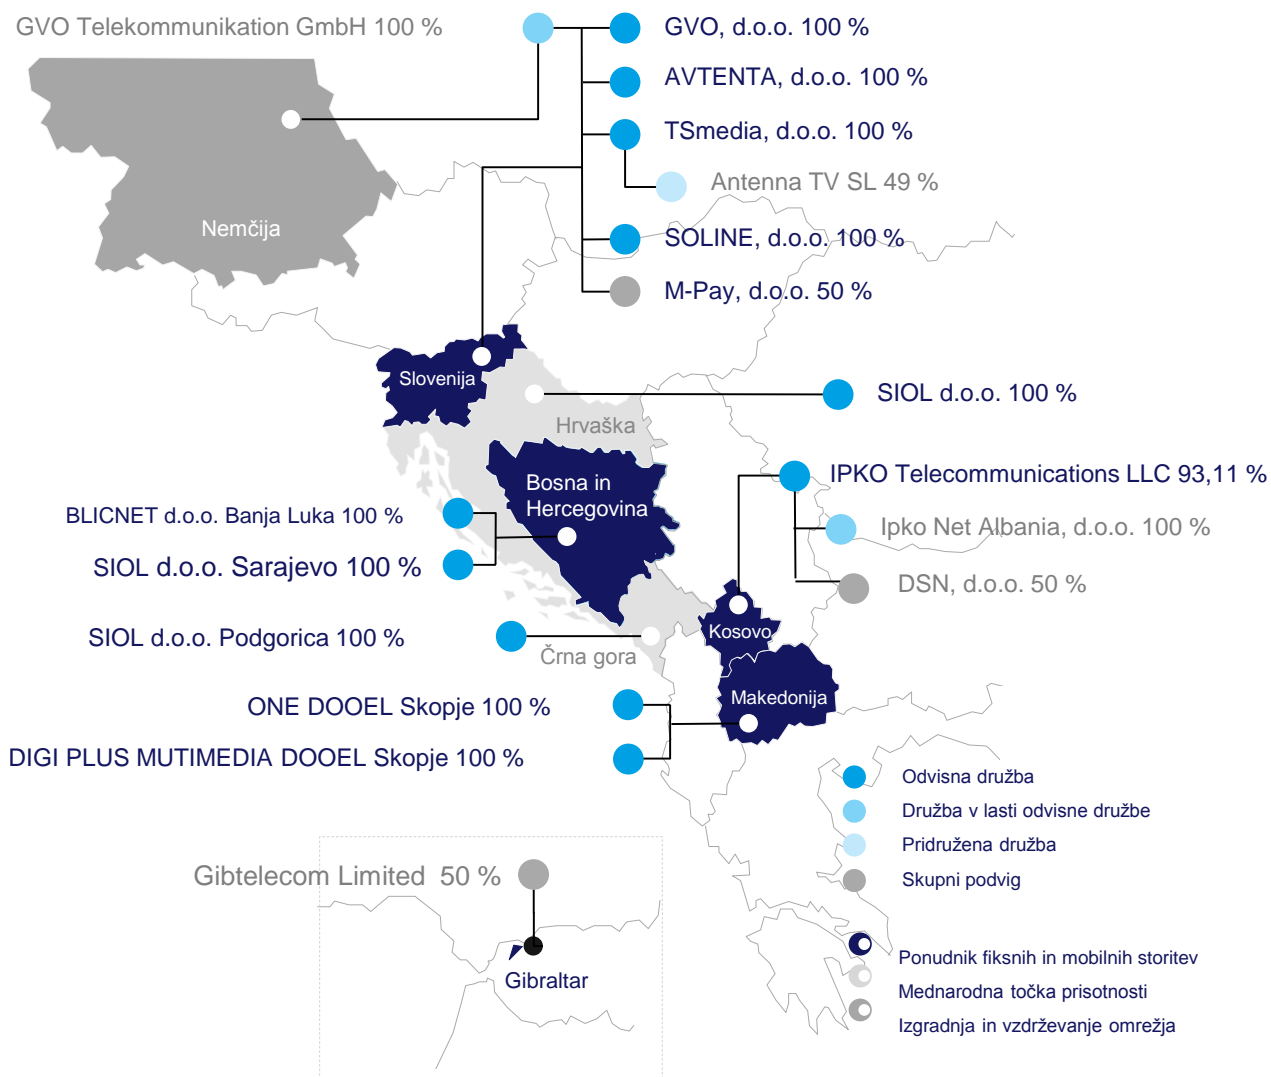 GVO Telekommunikation GmbH 100 %
GVO, d.o.o. 100 %
AVTENTA, d.o.o. 100 %
TSmedia, d.o.o. 100 %
Antenna TV SL 49 %
Nemčija
SOLINE, d.o.o. 100 %
M-Pay, d.o.o. 50 %
Slovenija
SIOL d.o.o. 100 %
Hrvaška
IPKO Telecommunications LLC 93,11 %
Bosna in
Hercegovina
BLICNET d.o.o. Banja Luka 100 %
Ipko Net Albania, d.o.o. 100 %
SIOL d.o.o. Sarajevo 100 %
DSN, d.o.o. 50 %
SIOL d.o.o. Podgorica 100 %
Kosovo
Črna gora
ONE DOOEL Skopje 100 %
Makedonija
DIGI PLUS MUTIMEDIA DOOEL Skopje 100 %
Odvisna družba
Družba v lasti odvisne družbe
Pridružena družba
Skupni podvig
Gibtelecom Limited 50 %
Gibraltar
Ponudnik fiksnih in mobilnih storitev
Mednarodna točka prisotnosti
Izgradnja in vzdrževanje omrežja